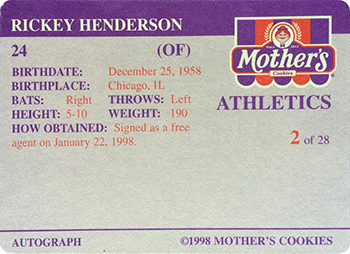 RICKEY HENDERSON
24 (OF)
BIRTHDATE: December 25, 1958
BIRTHPLACE: Chicago, IL
BATS: Right THROWS: Left
HEIGHT: 5-10 WEIGHT: 190
HOW OBTAINED: Signed as a free
agent on January 22, 1998.
Mother's
Cookies
ATHLETICS
2 of 28
AUTOGRAPH ©1998 MOTHER'S COOKIES